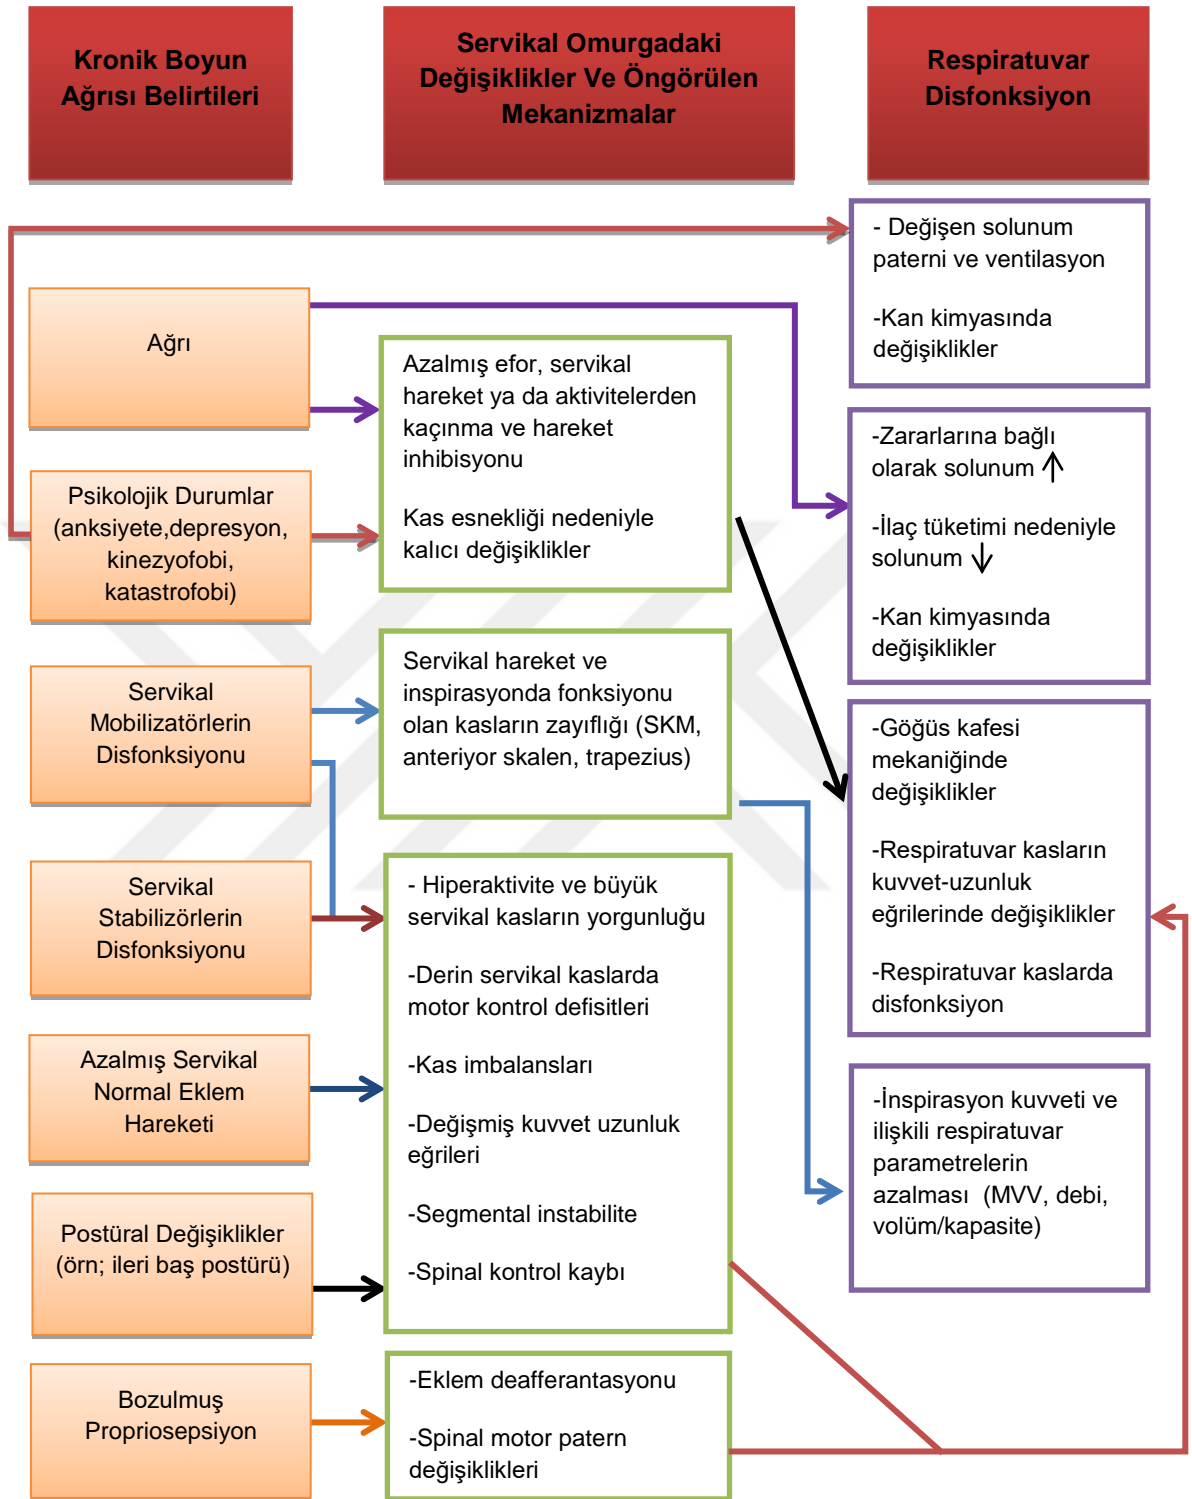 Kronik Boyun
Ağrısı Belirtileri
Servikal Omurgadaki
Değişiklikler Ve Öngörülen
Mekanizmalar
Respiratuvar
Disfonksiyon
Ağrı
Psikolojik Durumlar
(anksiyete,depresyon,
kinezyofobi,
katastrofobi)
Servikal
Mobilizatörlerin
Disfonksiyonu
Servikal
Stabilizörlerin
Disfonksiyonu
Azalmış Servikal
Normal Eklem
Hareketi
Postüral Değişiklikler
(örn; ileri baş postürü)
Bozulmuş
Propriosepsiyon
Azalmış efor, servikal
hareket ya da aktivitelerden
kaçınma ve hareket
inhibisyonu
Kas esnekliği nedeniyle
kalıcı değişiklikler
Servikal hareket ve
inspirasyonda fonksiyonu
olan kasların zayıflığı (SKM,
anteriyor skalen, trapezius)
- Hiperaktivite ve büyük
servikal kasların yorgunluğu
-Derin servikal kaslarda
motor kontrol defisitleri
-Kas imbalansları
-Değişmiş kuvvet uzunluk
eğrileri
-Segmental instabilite
-Spinal kontrol kaybı
-Eklem deafferantasyonu
-Spinal motor patern
değişiklikleri
- Değişen solunum
paterni ve ventilasyon
-Kan kimyasında
değişiklikler
-Zararlarına bağlı
olarak solunum ↑
-İlaç tüketimi nedeniyle
solunum ↓
-Kan kimyasında
değişiklikler
-Göğüs kafesi
mekaniğinde
değişiklikler
-Respiratuvar kasların
kuvvet-uzunluk
eğrilerinde değişiklikler
-Respiratuvar kaslarda
disfonksiyon
-İnspirasyon kuvveti ve
ilişkili respiratuvar
parametrelerin
azalması (MVV, debi,
volüm/kapasite)